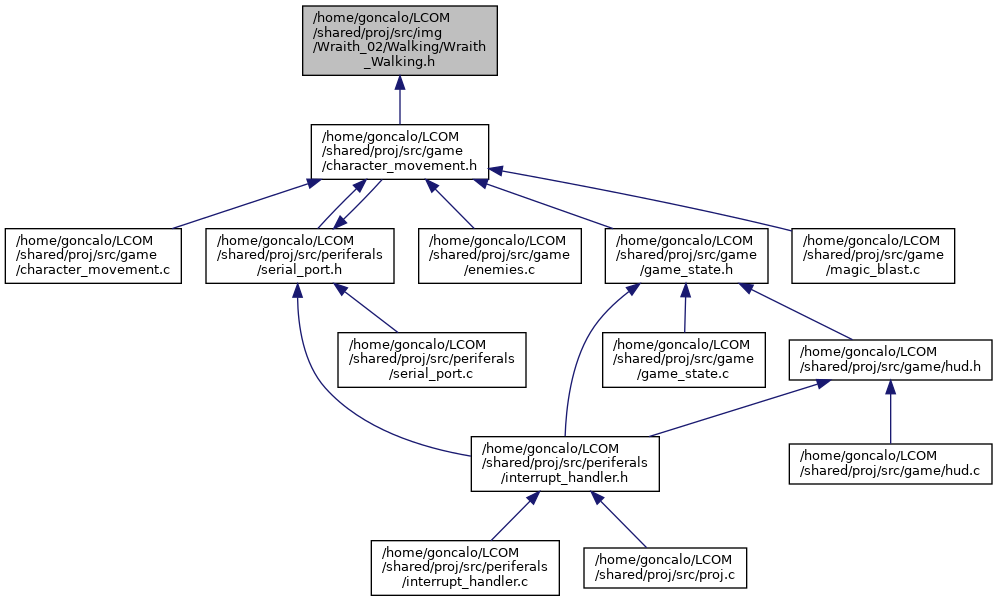 /home/goncalo/LCOM
/shared/proj/src/img
/Wraith_02/Walking/Wraith
_Walking.h
/home/goncalo/LCOM
/shared/proj/src/game
/character_movement.h
/home/goncalo/LCOM
/shared/proj/src/game
/character_movement.c
/home/goncalo/LCOM
/shared/proj/src/periferals
/serial_port.h
/home/goncalo/LCOM
/shared/proj/src/game
/enemies.c
/home/goncalo/LCOM
/shared/proj/src/game
/game_state.h
/home/goncalo/LCOM
/shared/proj/src/game
/magic_blast.c
/home/goncalo/LCOM
/shared/proj/src/periferals
/serial_port.c
/home/goncalo/LCOM
/shared/proj/src/game
/game_state.c
/home/goncalo/LCOM
/shared/proj/src/game/hud.h
/home/goncalo/LCOM
/shared/proj/src/periferals
/interrupt_handler.h
/home/goncalo/LCOM
/shared/proj/src/game/hud.c
/home/goncalo/LCOM
/shared/proj/src/periferals
/interrupt_handler.c
/home/goncalo/LCOM
/shared/proj/src/proj.c